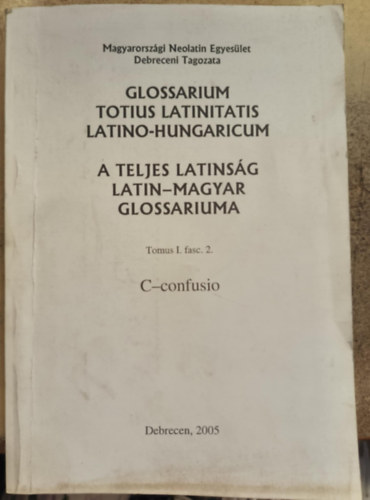 Magyarországi Neolatin Egyesület
Debreceni Tagozata
GLOSSARIUM
TOTIUS LATINITATIS
LATINO-HUNGARICUM
A TELJES LATINSÁG
LATIN–MAGYAR
GLOSSARIUMA
Tomus I. fasc. 2.
C–confusio
Debrecen, 2005